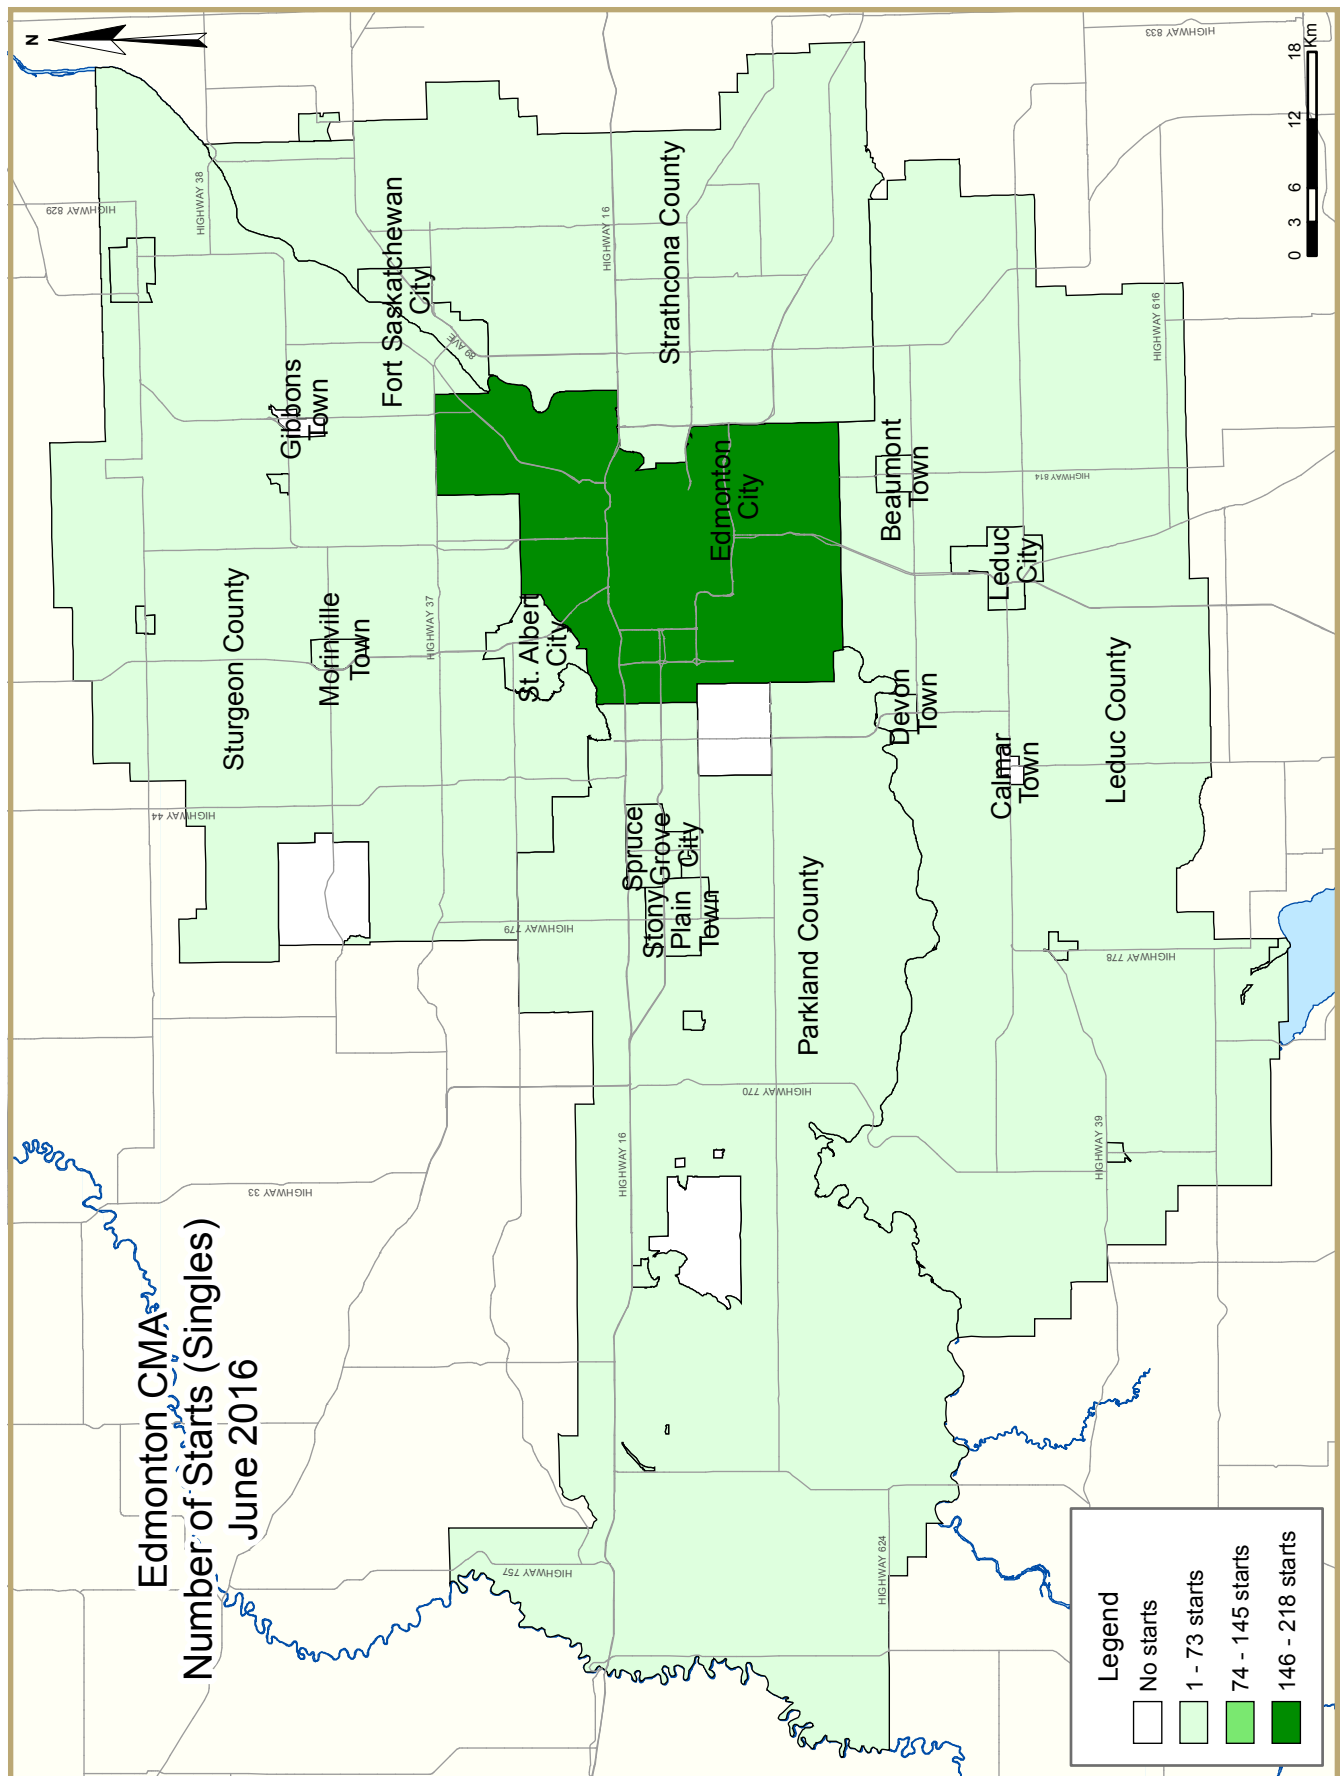 Edmonton CMA
Number of Starts (Singles)
June 2016
N
HIGHWAY 829
HIGHWAY 38
HIGHWAY 833
Fort Saskatchewan
City
89 AVE
Gibbons
Town
Sturgeon County
Morinville
Town
HIGHWAY 37
HIGHWAY 44
St. Albert
City
HIGHWAY 779
HIGHWAY 33
HIGHWAY 757
HIGHWAY 16
Strathcona County
Edmonton
City
Spruce
Grove
City
Stony
Plain
Town
HIGHWAY 16
Parkland County
HIGHWAY 770
HIGHWAY 624
Beaumont
Town
Devon
Town
Leduc
City
Calmar
Town
HIGHWAY 814
HIGHWAY 616
Leduc County
HIGHWAY 778
HIGHWAY 39
Legend
No starts
1 - 73 starts
74 - 145 starts
146 - 218 starts
0 3 6 12 18
Km